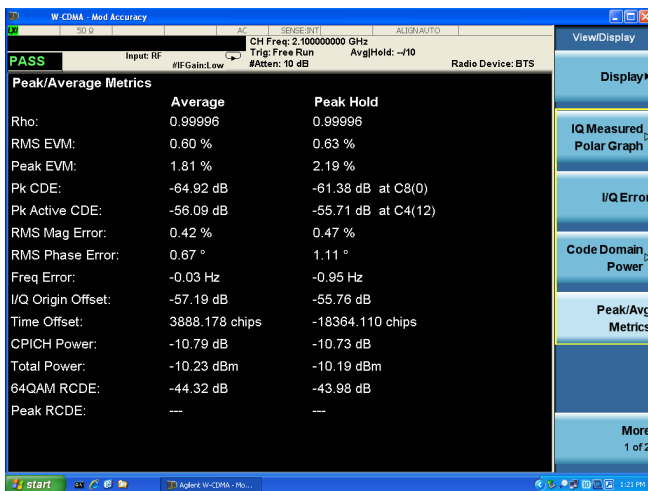 W-CDMA - Mod Accuracy
LXI 50 Ω AC SENSE:INT ALIGNAUTO
CH Freq: 2.100000000 GHz
Input: RF Trig: Free Run Avg|Hold: --/10
PASS #IFGain:Low #Atten: 10 dB Radio Device: BTS
Peak/Average Metrics
Average Peak Hold
Rho: 0.99996 0.99996
RMS EVM: 0.60 % 0.63 %
Peak EVM: 1.81 % 2.19 %
Pk CDE: -64.92 dB -61.38 dB at C8(0)
Pk Active CDE: -56.09 dB -55.71 dB at C4(12)
RMS Mag Error: 0.42 % 0.47 %
RMS Phase Error: 0.67 ° 1.11 °
Freq Error: -0.03 Hz -0.95 Hz
I/Q Origin Offset: -57.19 dB -55.76 dB
Time Offset: 3888.178 chips -18364.110 chips
CPICH Power: -10.79 dB -10.73 dB
Total Power: -10.23 dBm -10.19 dBm
64QAM RCDE: -44.32 dB -43.98 dB
Peak RCDE: --- ---
View/Display
Display
IQ Measured
Polar Graph
I/Q Error
Code Domain
Power
Peak/Avg
Metrics
More
1 of 2
start Agilent W-CDMA - Mo... 1:21 PM